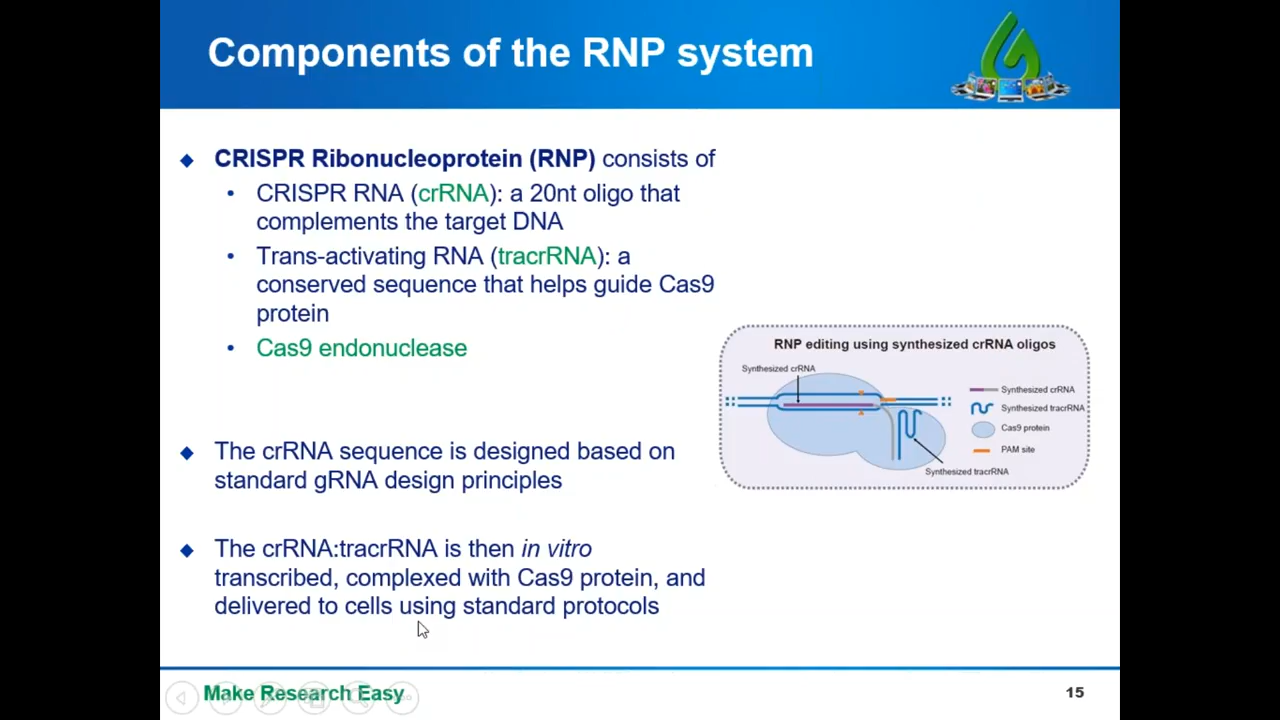 Components of the RNP system
CRISPR Ribonucleoprotein (RNP) consists of
CRISPR RNA (crRNA): a 20nt oligo that
complements the target DNA
Trans-activating RNA (tracrRNA): a
conserved sequence that helps guide Cas9
protein
Cas9 endonuclease
The crRNA sequence is designed based on
standard gRNA design principles
The crRNA:tracrRNA is then in vitro
transcribed, complexed with Cas9 protein, and
delivered to cells using standard protocols
RNP editing using synthesized crRNA oligos
Synthesized crRNA
Synthesized crRNA
Synthesized tracrRNA
Cas9 protein
PAM site
Synthesized tracrRNA
Make Research Easy
15